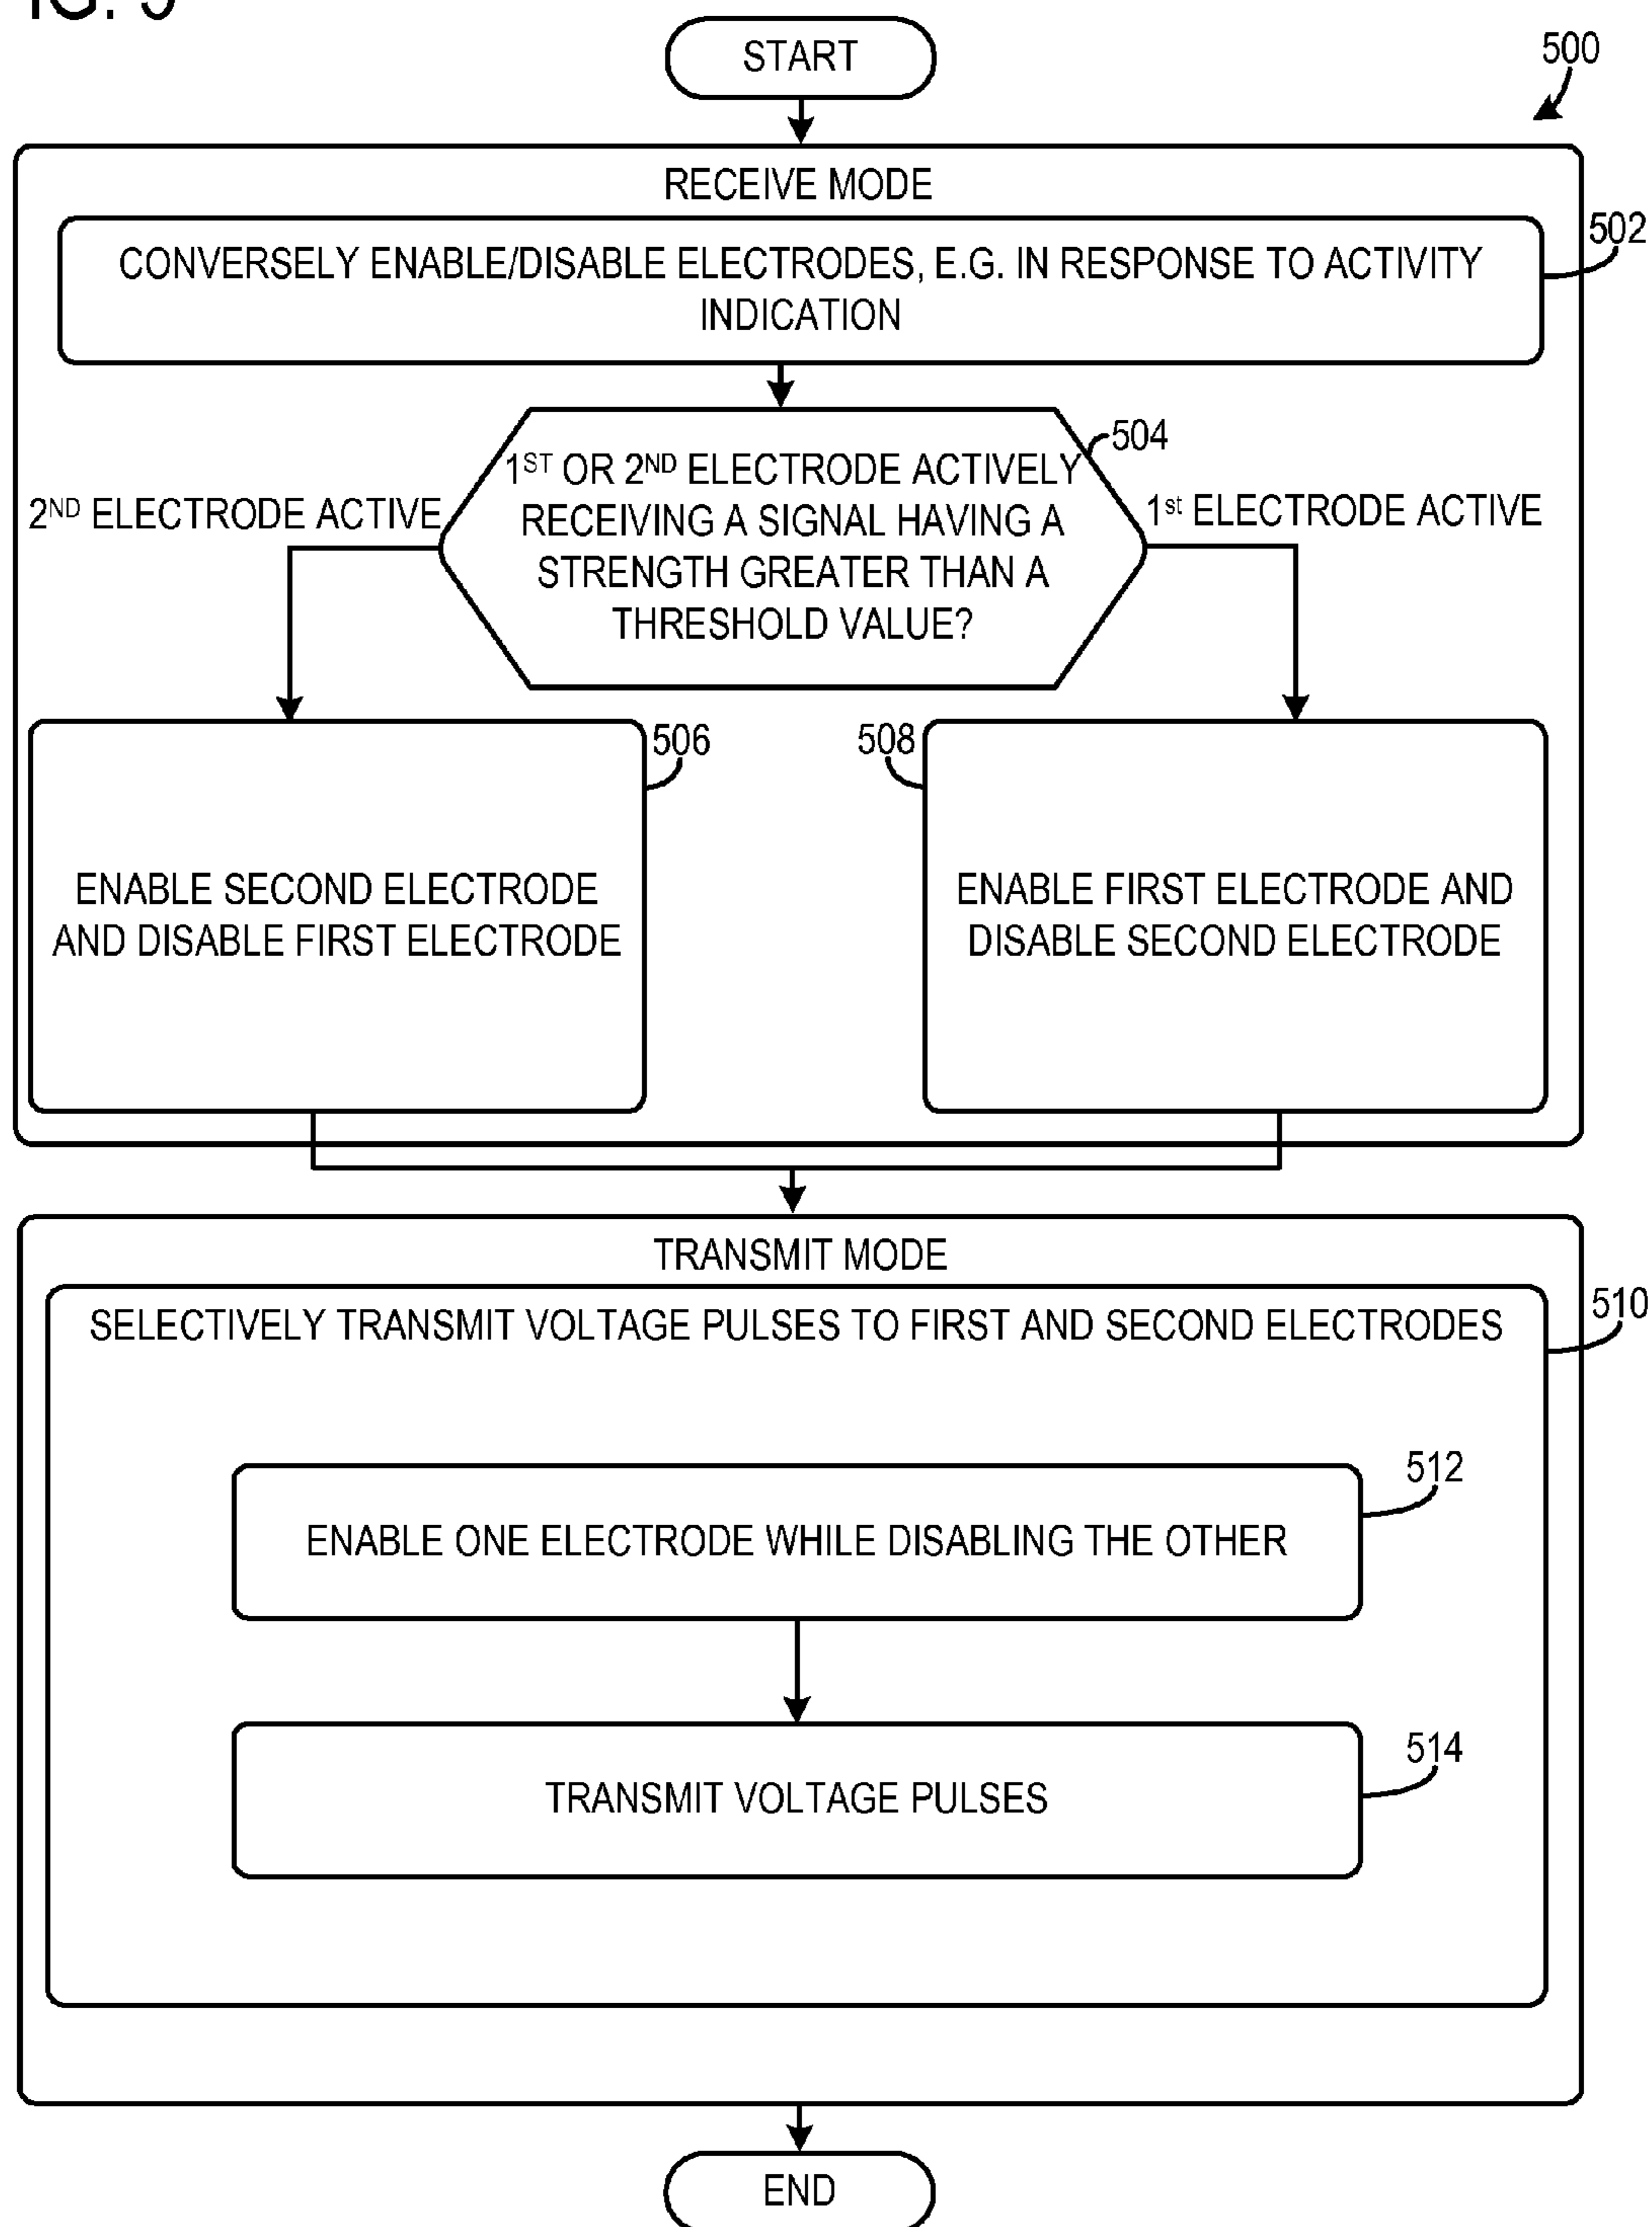 START
500
RECEIVE MODE
502
CONVERSELY ENABLE/DISABLE ELECTRODES, E.G. IN RESPONSE TO ACTIVITY
INDICATION
504
1ST OR 2ND ELECTRODE ACTIVELY
RECEIVING A SIGNAL HAVING A
STRENGTH GREATER THAN A
THRESHOLD VALUE?
2ND ELECTRODE ACTIVE
1st ELECTRODE ACTIVE
506
508
ENABLE SECOND ELECTRODE
AND DISABLE FIRST ELECTRODE
ENABLE FIRST ELECTRODE AND
DISABLE SECOND ELECTRODE
TRANSMIT MODE
510
SELECTIVELY TRANSMIT VOLTAGE PULSES TO FIRST AND SECOND ELECTRODES
512
ENABLE ONE ELECTRODE WHILE DISABLING THE OTHER
514
TRANSMIT VOLTAGE PULSES
END